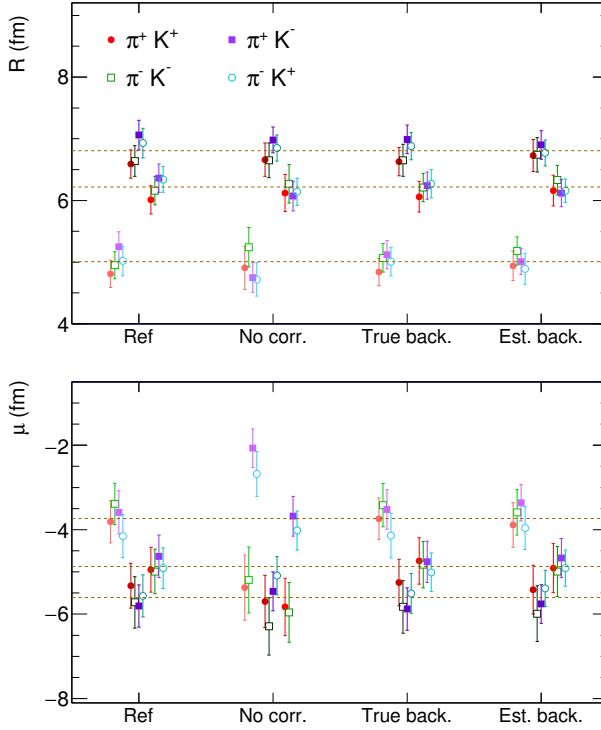 R (fm)
8
6
4
π⁺ K⁺
π⁺ K⁻
π⁻ K⁻
π⁻ K⁺
Ref No corr. True back. Est. back.
μ (fm)
−2
−4
−6
−8
Ref No corr. True back. Est. back.